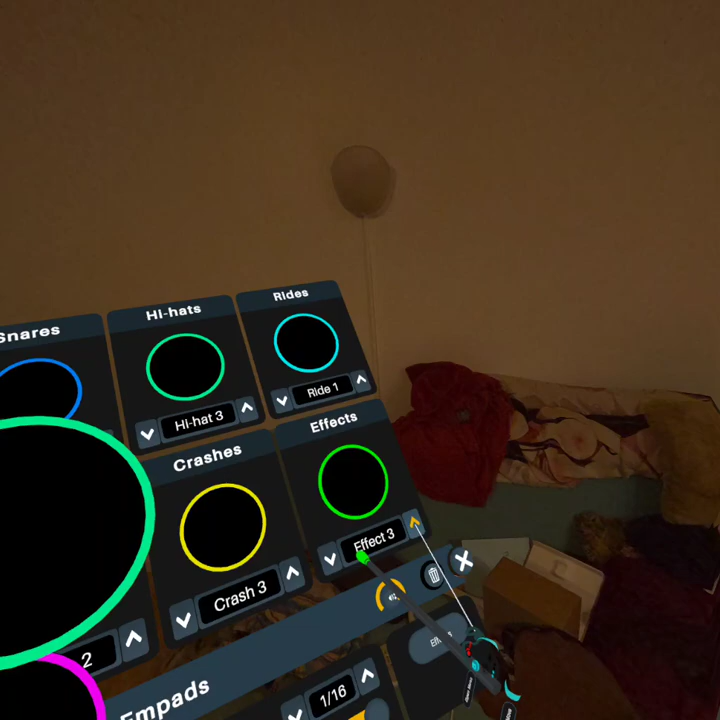 Snares
Hi-hats
Rides
Hi-hat 3
Ride 1
Crashes
Effects
Crash 3
Effect 3
2
Empads
1/16